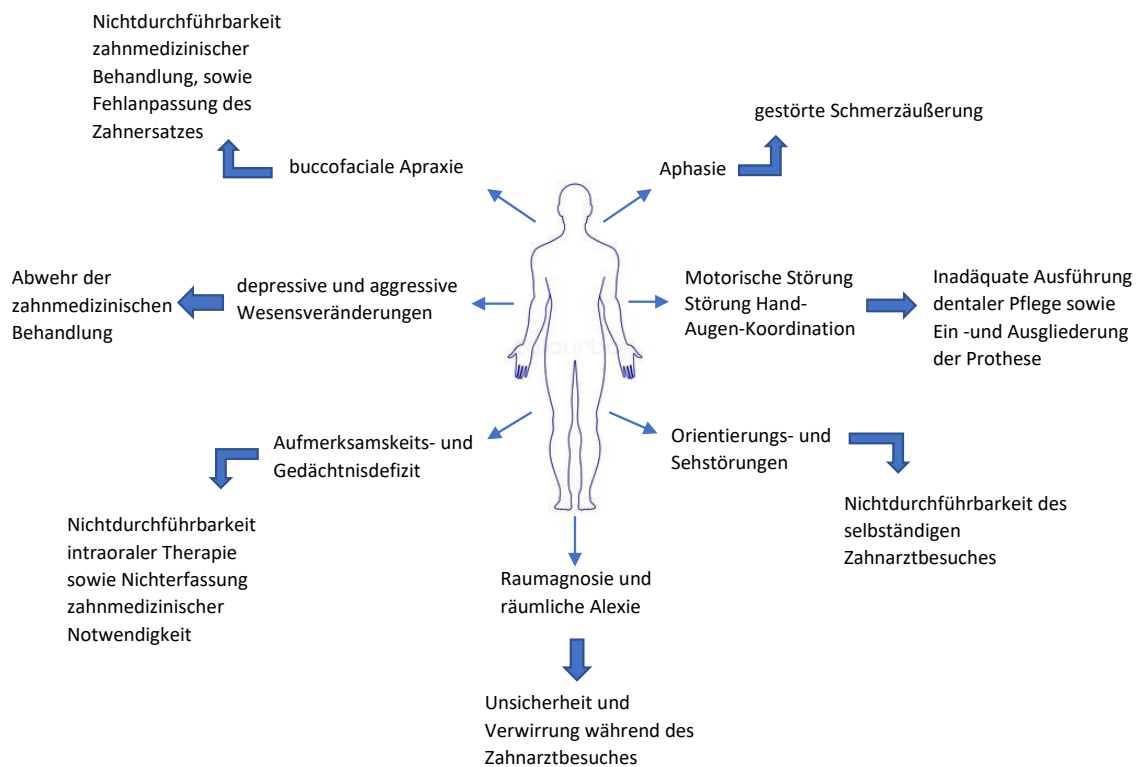 Nichtdurchführbarkeit
zahnmedizinischer
Behandlung, sowie
Fehlanpassung des
Zahnersatzes
buccofaciale Apraxie
gestörte Schmerzäußerung
Aphasie
Abwehr der
zahnmedizinischen
Behandlung
depressive und aggressive
Wesensveränderungen
Motorische Störung
Störung Hand-
Augen-Koordination
Inadäquate Ausführung
dentaler Pflege sowie
Ein -und Ausgliederung
der Prothese
Aufmerksamskeits- und
Gedächtnisdefizit
Nichtdurchführbarkeit
intraoraler Therapie
sowie Nichterfassung
zahnmedizinischer
Notwendigkeit
Orientierungs- und
Sehstörungen
Nichtdurchführbarkeit des
selbständigen
Zahnarztbesuches
Raumagnosie und
räumliche Alexie
Unsicherheit und
Verwirrung während des
Zahnarztbesuches